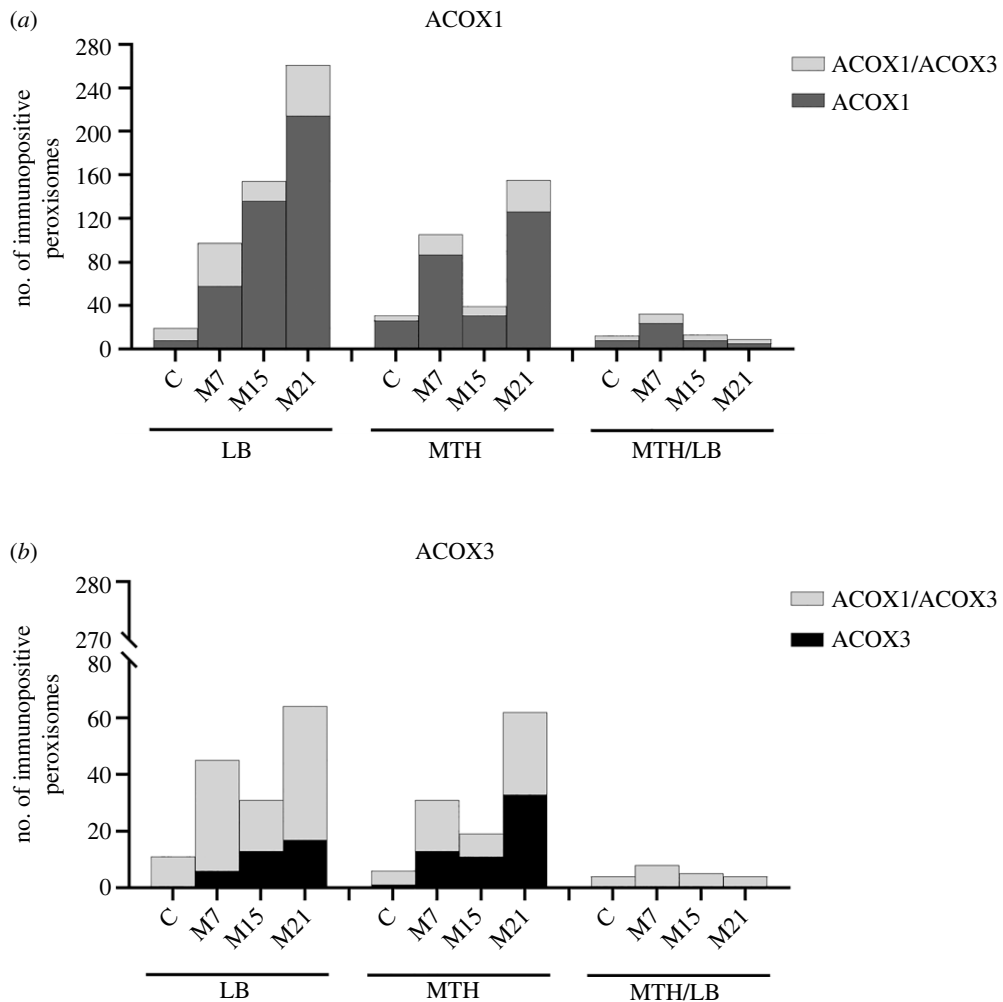 (a)
ACOX1
280
240
200
160
120
80
40
0
no. of immunopositive
peroxisomes
ACOX1/ACOX3
ACOX1
C M7 M15 M21 C M7 M15 M21 C M7 M15 M21
LB MTH MTH/LB
(b)
ACOX3
280
270
80
60
40
20
0
no. of immunopositive
peroxisomes
ACOX1/ACOX3
ACOX3
C M7 M15 M21 C M7 M15 M21 C M7 M15 M21
LB MTH MTH/LB